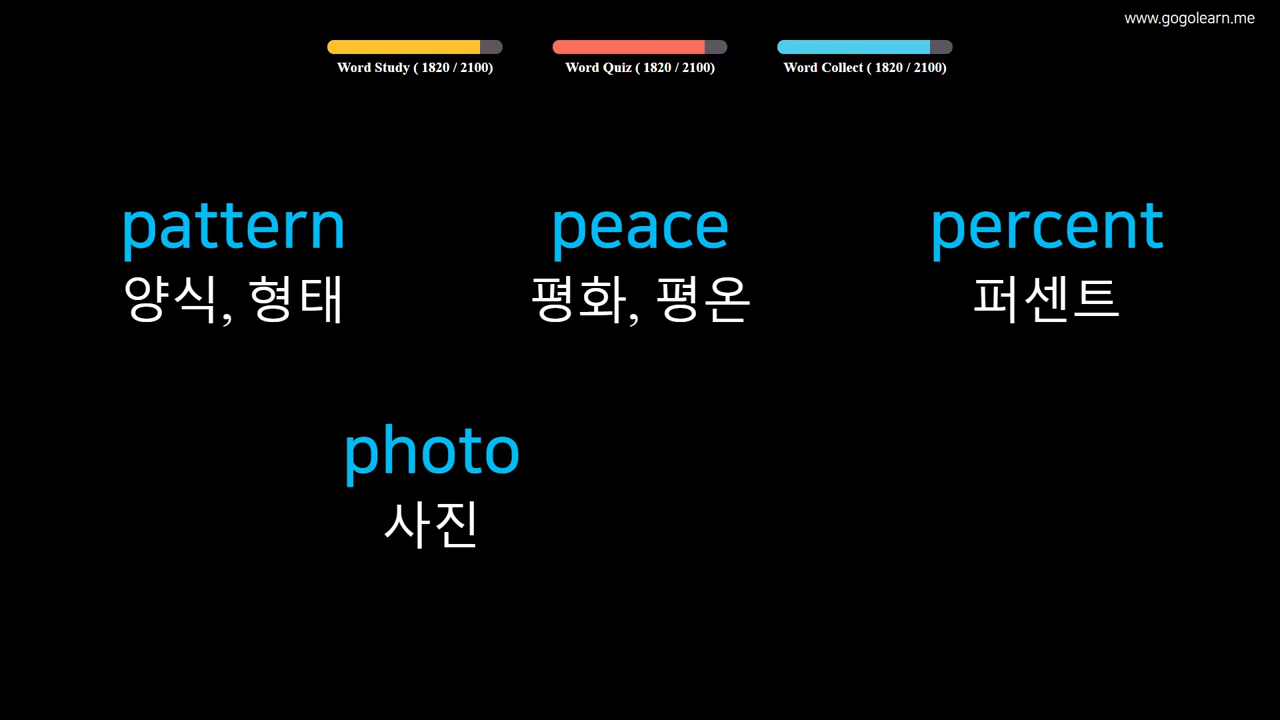 www.gogolearn.me
Word Study ( 1820 / 2100)
Word Quiz ( 1820 / 2100)
Word Collect ( 1820 / 2100)
pattern
양식, 형태
peace
평화, 평온
percent
퍼센트
photo
사진